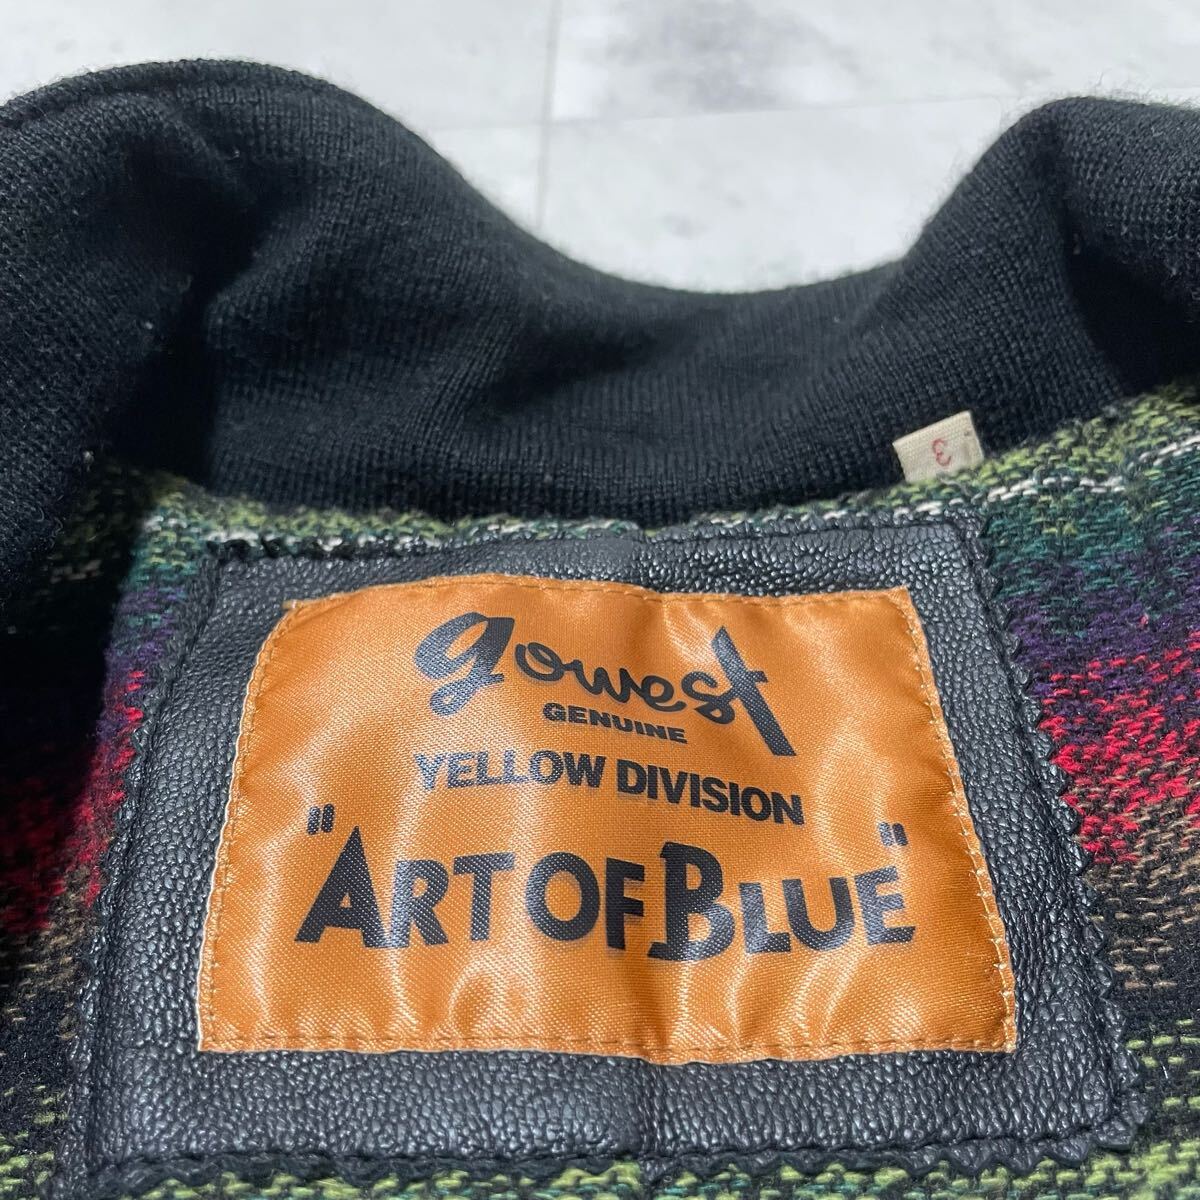 3
gowest
GENUINE
YELLOW DIVISION
"ART OF BLUE"